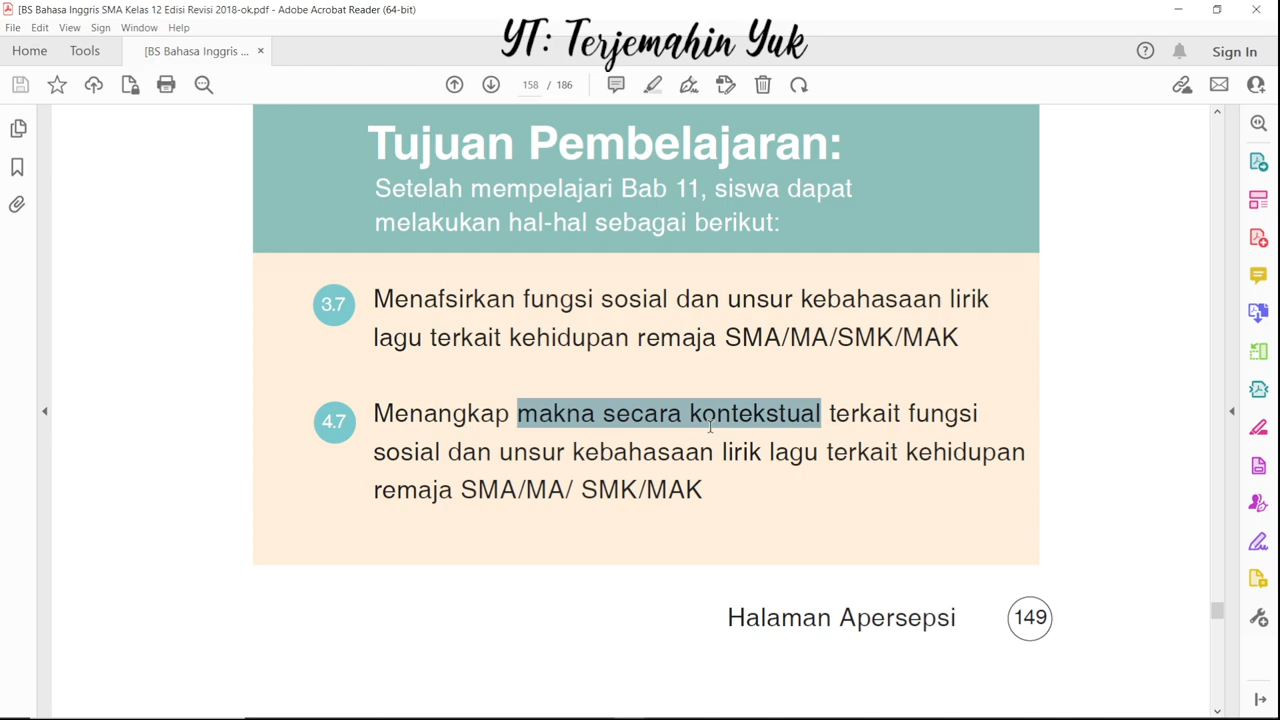 [BS Bahasa Inggris SMA Kelas 12 Edisi Revisi 2018-ok.pdf - Adobe Acrobat Reader (64-bit)
File Edit View Sign Window Help
YT: Terjemahin Yuk
Home Tools [BS Bahasa Inggris ... × Sign In
158 / 186
Tujuan Pembelajaran:
Setelah mempelajari Bab 11, siswa dapat
melakukan hal-hal sebagai berikut:
3.7 Menafsirkan fungsi sosial dan unsur kebahasaan lirik
lagu terkait kehidupan remaja SMA/MA/SMK/MAK
4.7 Menangkap makna secara kontekstual terkait fungsi
sosial dan unsur kebahasaan lirik lagu terkait kehidupan
remaja SMA/MA/ SMK/MAK
Halaman Apersepsi 149